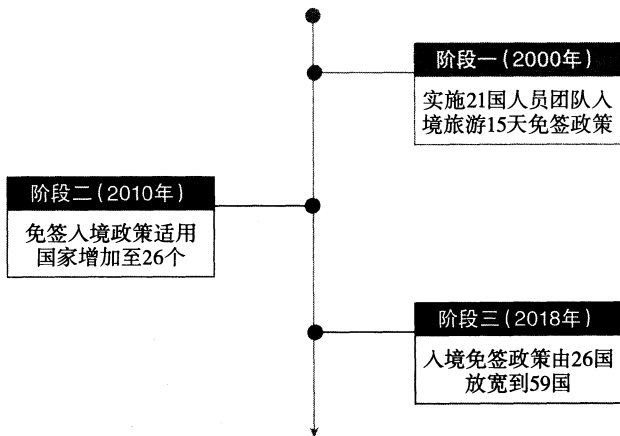 阶段一(2000年)
实施21国人员团队入
境旅游15天免签政策
阶段二(2010年)
免签入境政策适用
国家增加至26个
阶段三(2018年)
入境免签政策由26国
放宽到59国